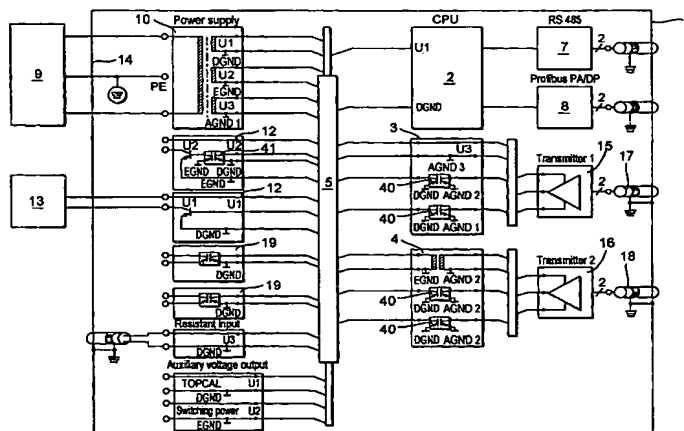 10 Power supply
CPU
RS 485
14
U1
DGND
U2
EGND
U3
AGND 1
9
PE
U1
2
DGND
7
2
Profibus PA/DP
8
2
12
U2 U2 41
EGND DGND
EGND
12
13
U1 U1
DGND
19
DGND
19
DGND
Resistant input
U3
DGND
Auxiliary voltage output
TOPCAL U1
DGND
Switching power U2
EGND
5
3
U3
AGND 3
40
DGND AGND 2
40
DGND AGND 1
15
Transmitter 1
17
2
4
EGND AGND 2
40
DGND AGND 2
40
DGND AGND 2
16
Transmitter 2
18
2